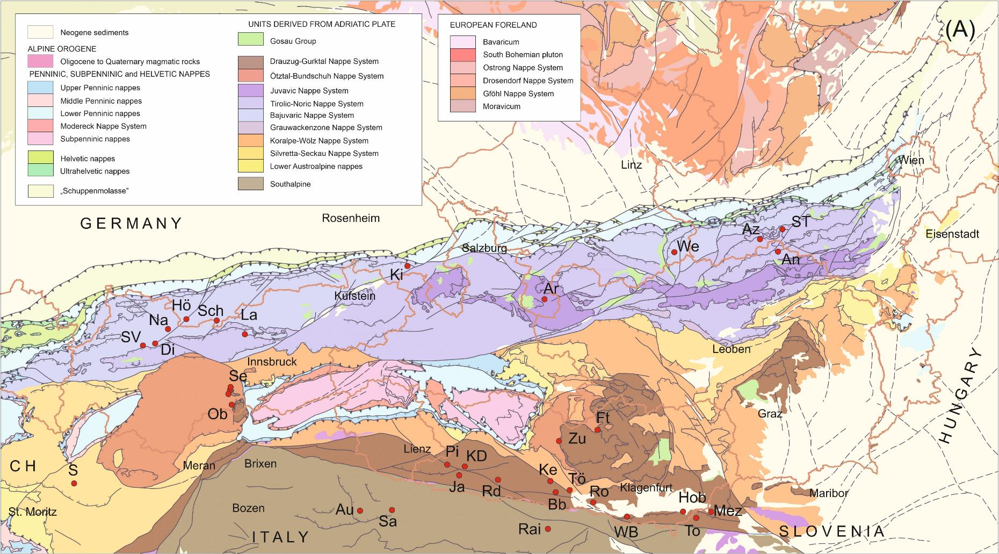 (A)
Neogene sediments
ALPINE OROGENE
Oligocene to Quaternary magmatic rocks
PENNINIC, SUBPENNINIC and HELVETIC NAPPES
Upper Penninic nappes
Middle Penninic nappes
Lower Penninic nappes
Modereck Nappe System
Subpenninic nappes
Helvetic nappes
Ultrahelvetic nappes
„Schuppenmolasse”
UNITS DERIVED FROM ADRIATIC PLATE
Gosau Group
Drauzug-Gurktal Nappe System
Ötztal-Bundschuh Nappe System
Juvavic Nappe System
Tirolic-Noric Nappe System
Bajuvaric Nappe System
Grauwackenzone Nappe System
Koralpe-Wölz Nappe System
Silvretta-Seckau Nappe System
Lower Austroalpine nappes
Southalpine
EUROPEAN FORELAND
Bavaricum
South Bohemian pluton
Ostrong Nappe System
Drosendorf Nappe System
Gföhl Nappe System
Moravicum
Linz
Wien
GERMANY
Rosenheim
Az
ST
Eisenstadt
Salzburg
We
An
Ki
Kufstein
Ar
Hö
Sch
La
Na
SV
Di
Leoben
Innsbruck
Se
Ob
HUNGARY
Graz
Ft
Zu
Lienz
Pi
KD
CH
S
Meran
Brixen
Ke
Tö
Ja
Rd
Ro
Klagenfurt
Hob
Maribor
St. Moritz
Bozen
Au
Sa
Bb
Mez
Rai
WB
To
ITALY
SLOVENIA